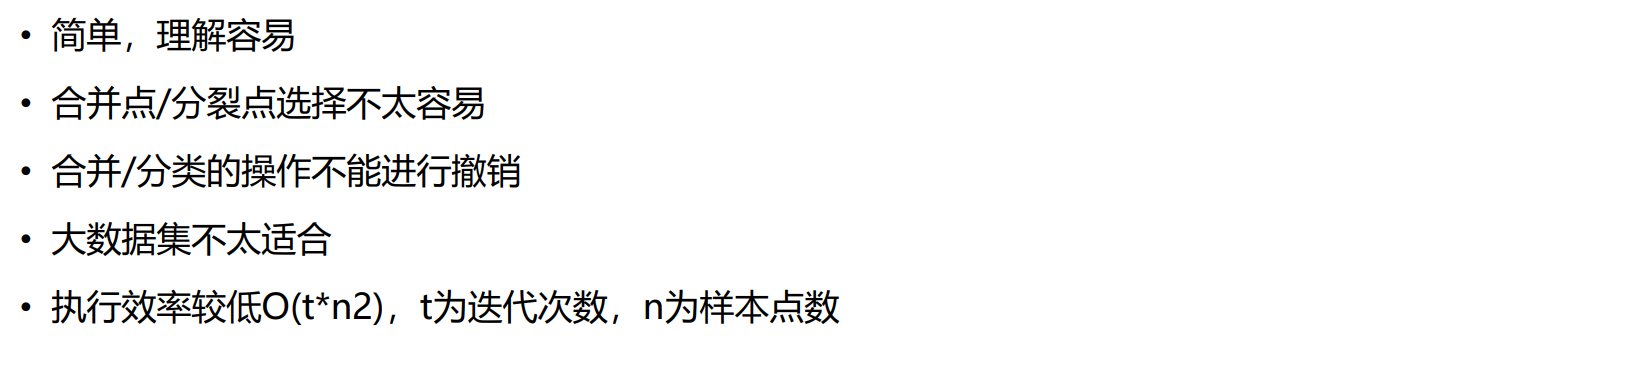 • 简单，理解容易
• 合并点/分裂点选择不太容易
• 合并/分类的操作不能进行撤销
• 大数据集不太适合
• 执行效率较低O(t*n2)，t为迭代次数，n为样本点数